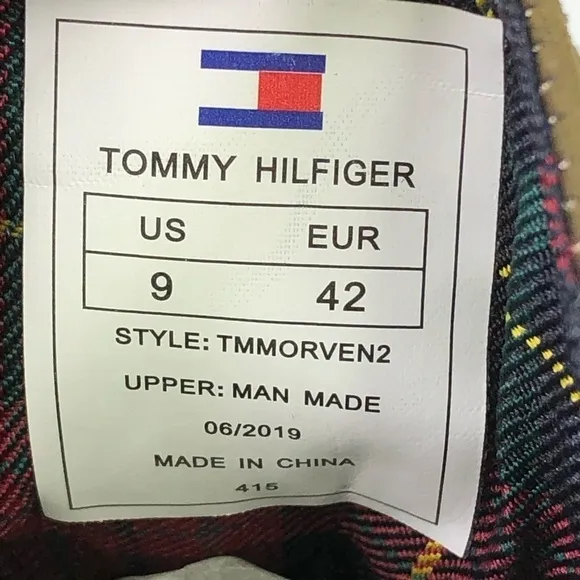 TOMMY HILFIGER
US EUR
9 42
STYLE: TMMORVEN2
UPPER: MAN MADE
06/2019
MADE IN CHINA
415